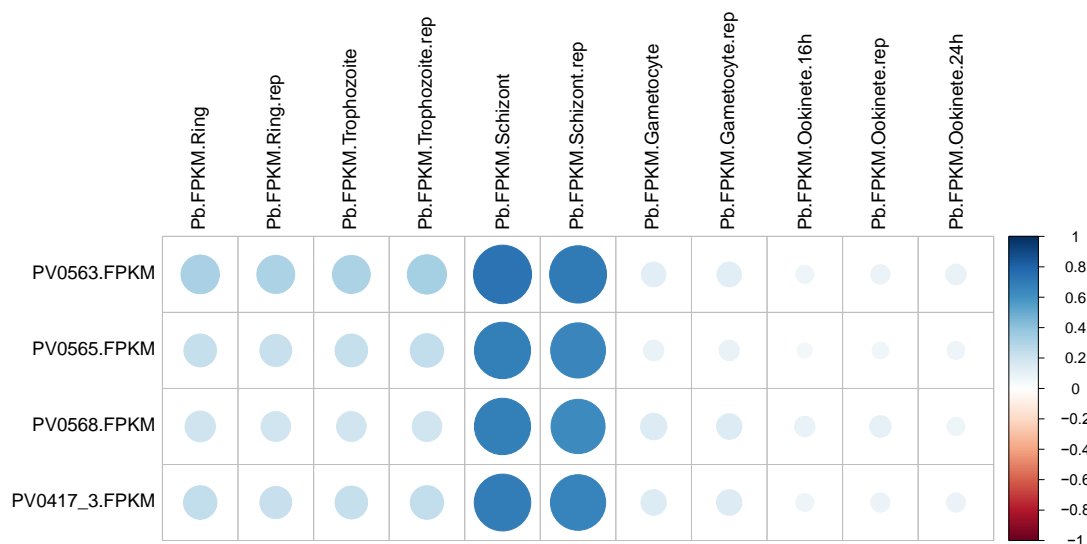 Pb.FPKM.Ring
Pb.FPKM.Ring.rep
Pb.FPKM.Trophozoite
Pb.FPKM.Trophozoite.rep
Pb.FPKM.Schizont
Pb.FPKM.Schizont.rep
Pb.FPKM.Gametocyte
Pb.FPKM.Gametocyte.rep
Pb.FPKM.Ookinete.16h
Pb.FPKM.Ookinete.rep
Pb.FPKM.Ookinete.24h
PV0563.FPKM
PV0565.FPKM
PV0568.FPKM
PV0417_3.FPKM
1
0.8
0.6
0.4
0.2
0
−0.2
−0.4
−0.6
−0.8
−1